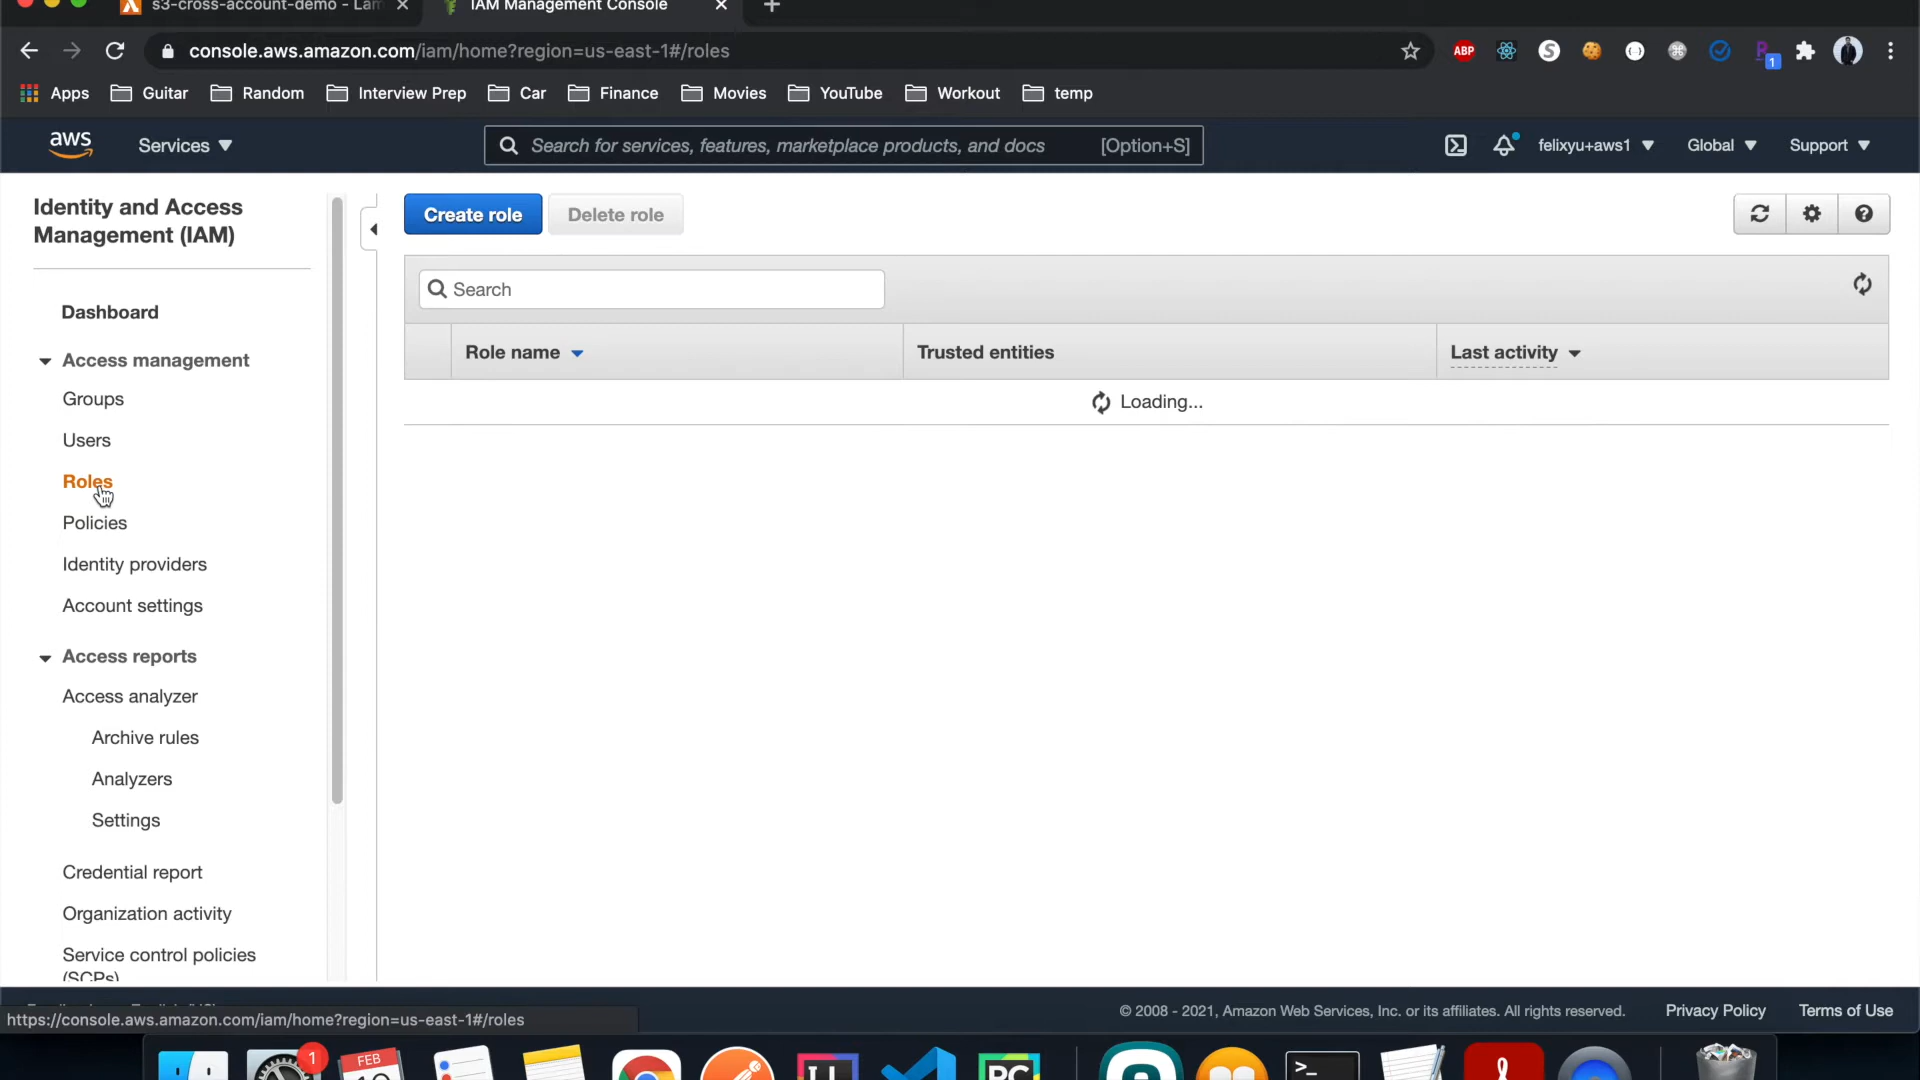 s3-cross-account-demo - Lam
IAM Management Console
console.aws.amazon.com/iam/home?region=us-east-1#/roles
ABP
S
1
Apps Guitar Random Interview Prep Car Finance Movies YouTube Workout temp
aws Services Search for services, features, marketplace products, and docs [Option+S] felixyu+aws1 Global Support
Identity and Access
Management (IAM)
Dashboard
Access management
Groups
Users
Roles
Policies
Identity providers
Account settings
Access reports
Access analyzer
Archive rules
Analyzers
Settings
Credential report
Organization activity
Service control policies
(SCPs)
Create role Delete role
Search
Role name Trusted entities Last activity
Loading...
© 2008 - 2021, Amazon Web Services, Inc. or its affiliates. All rights reserved. Privacy Policy Terms of Use
https://console.aws.amazon.com/iam/home?region=us-east-1#/roles
1
FEB
PC
>_